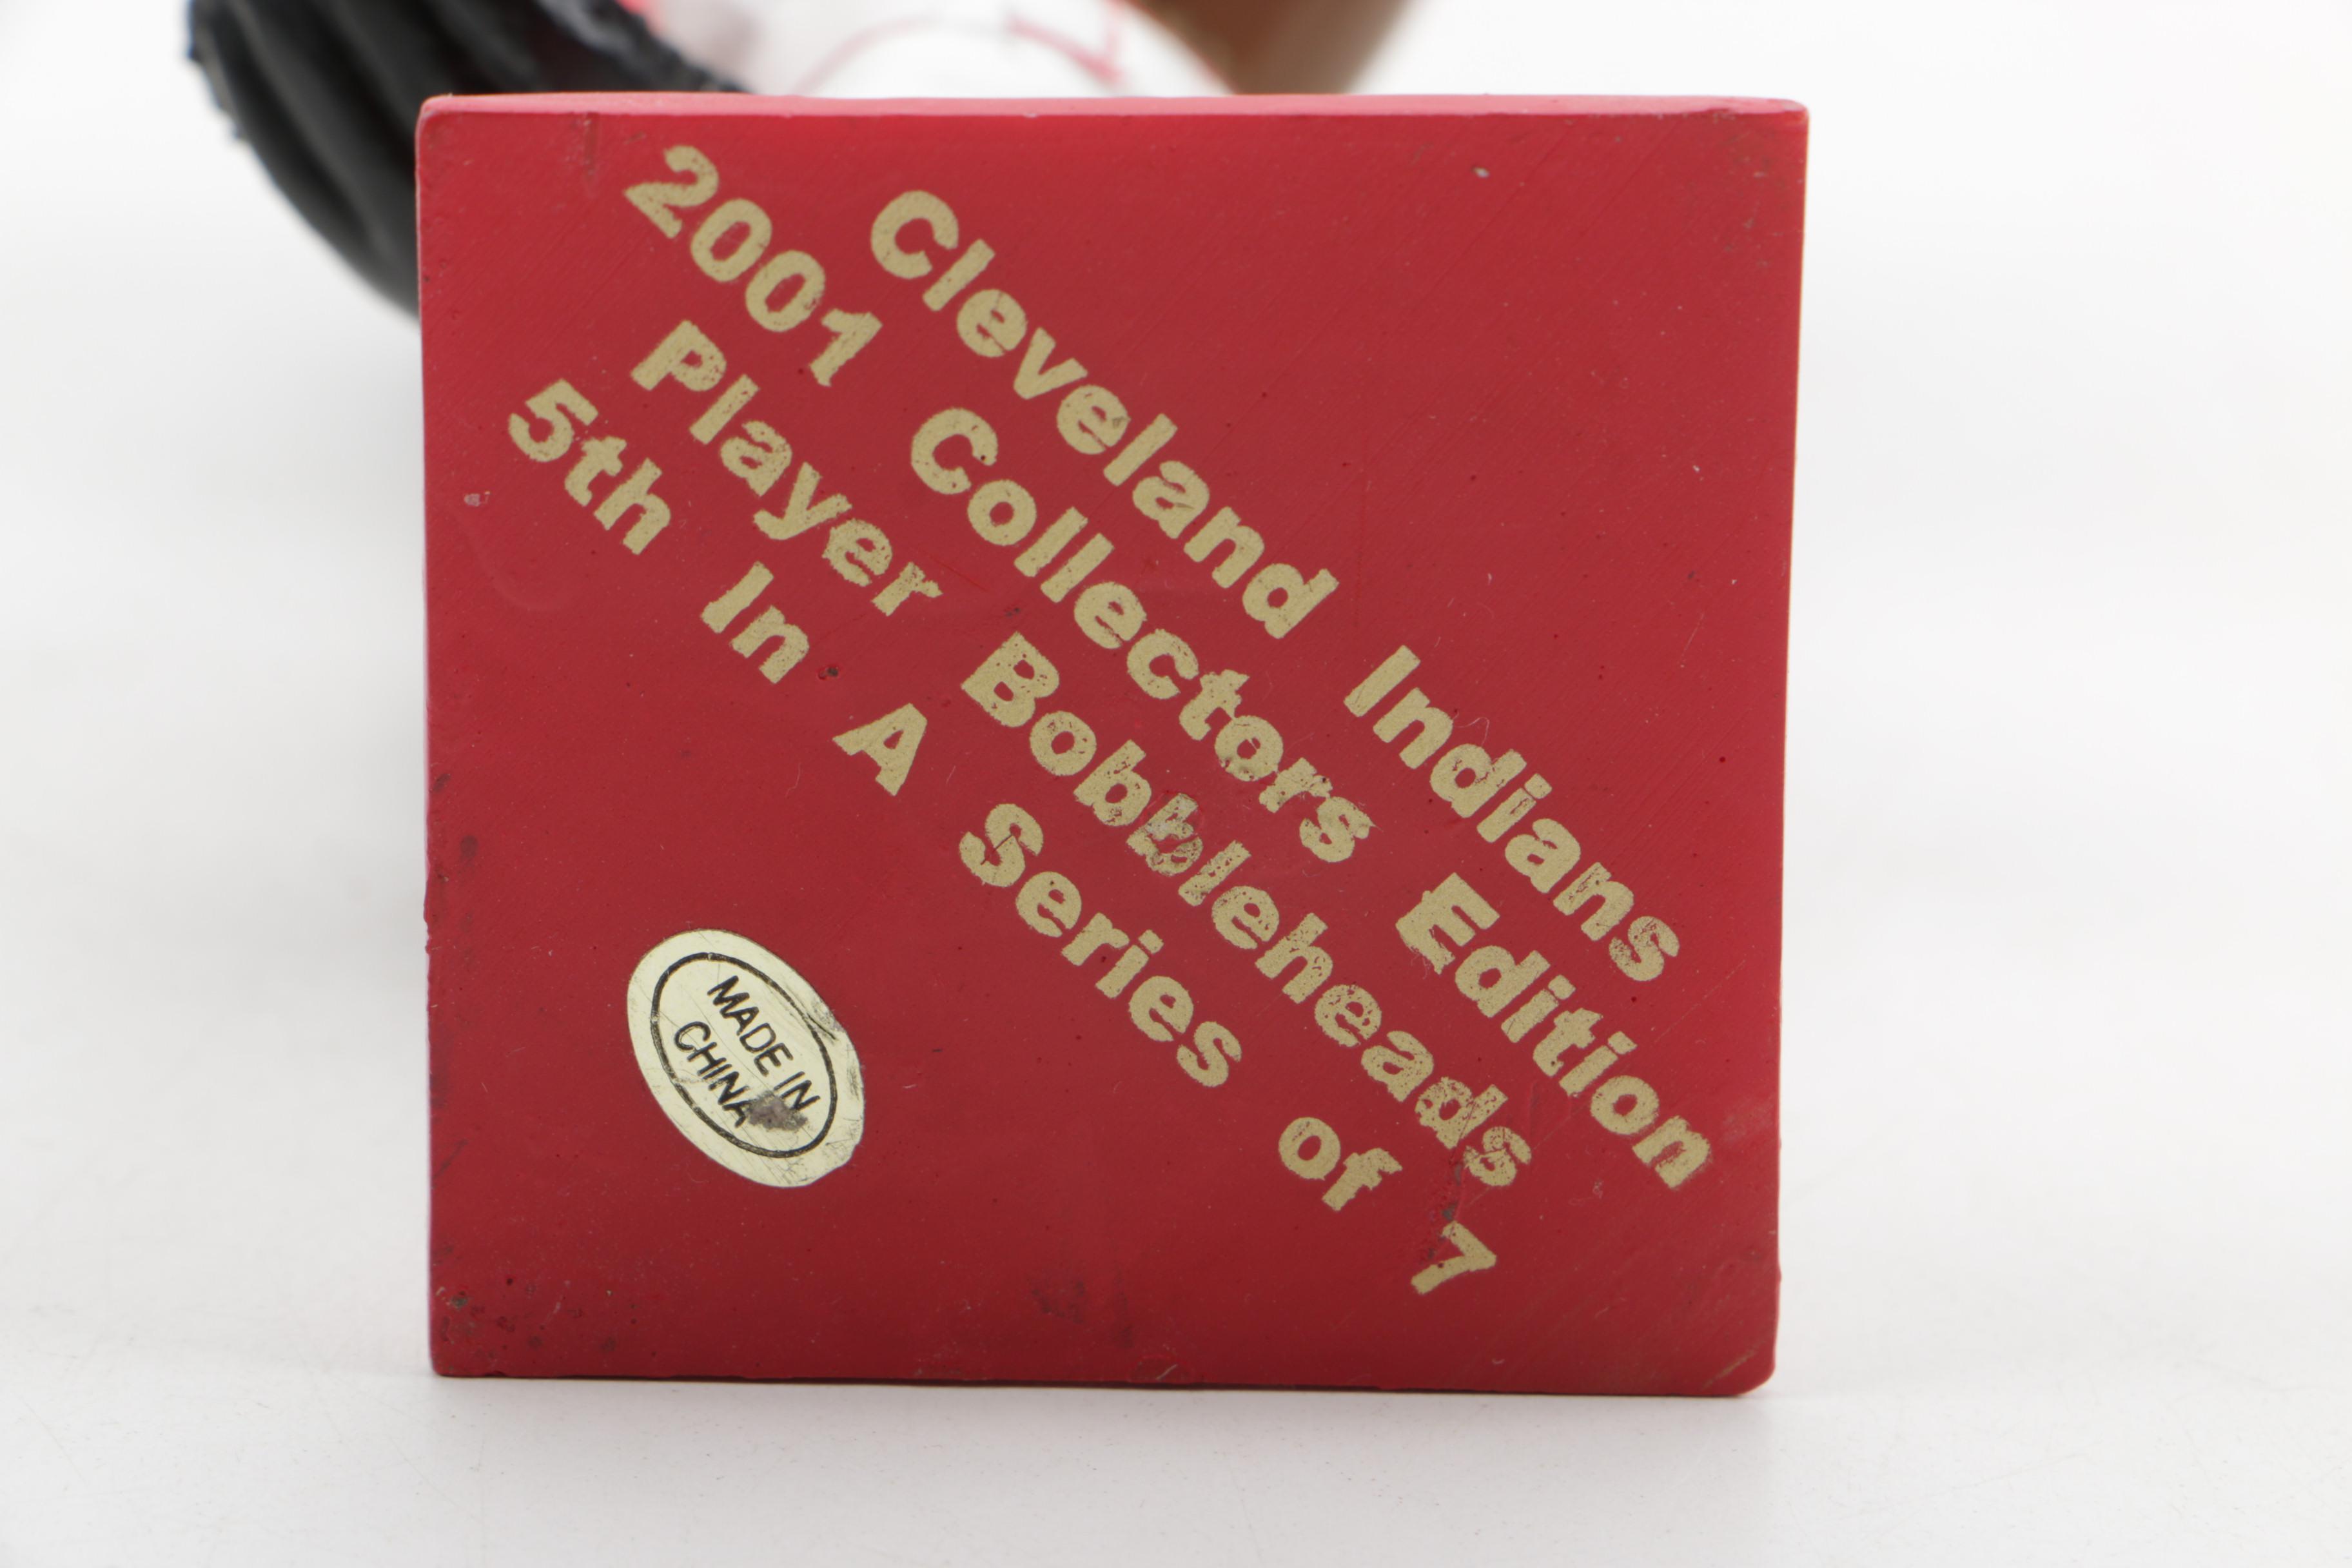 Cleveland Indians
2001 Collectors Edition
Player Bobbleheads
5th In A Series of 7
MADE IN
CHINA